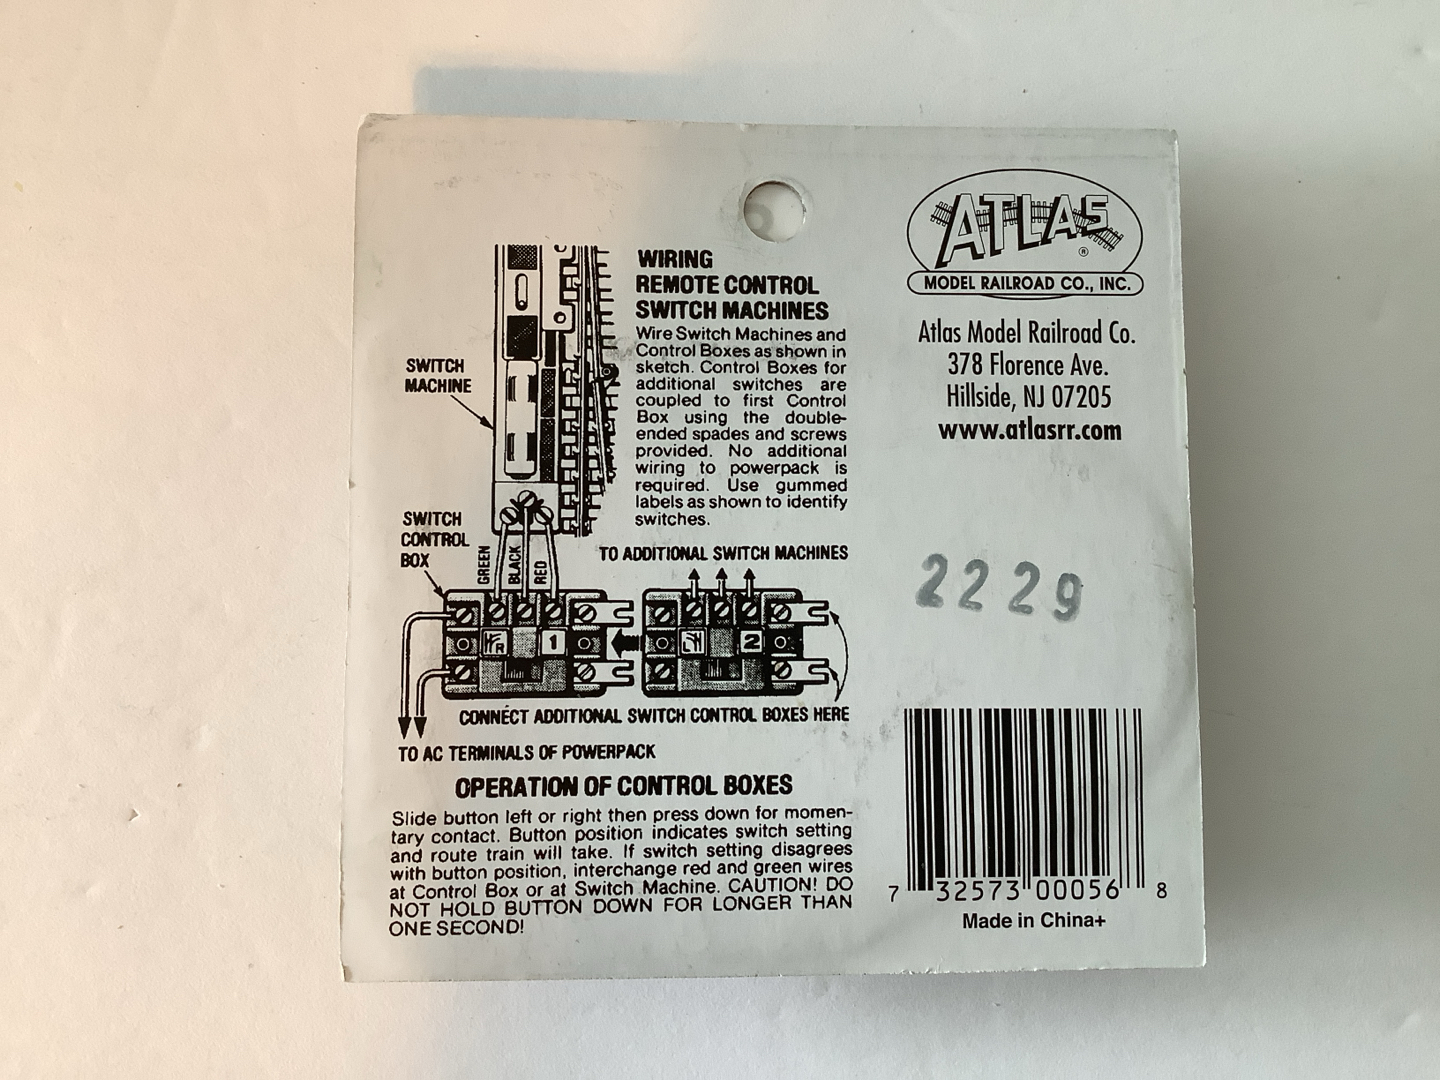 WIRING
REMOTE CONTROL
SWITCH MACHINES
Wire Switch Machines and
Control Boxes as shown in
sketch. Control Boxes for
additional switches are
coupled to first Control
Box using the double-
ended spades and screws
provided. No additional
wiring to powerpack is
required. Use gummed
labels as shown to identify
switches.
SWITCH
MACHINE
SWITCH
CONTROL
BOX
GREEN
BLACK
RED
TO ADDITIONAL SWITCH MACHINES
R
1
L
2
CONNECT ADDITIONAL SWITCH CONTROL BOXES HERE
TO AC TERMINALS OF POWERPACK
OPERATION OF CONTROL BOXES
Slide button left or right then press down for momen-
tary contact. Button position indicates switch setting
and route train will take. If switch setting disagrees
with button position, interchange red and green wires
at Control Box or at Switch Machine. CAUTION! DO
NOT HOLD BUTTON DOWN FOR LONGER THAN
ONE SECOND!
ATLAS
®
MODEL RAILROAD CO., INC.
Atlas Model Railroad Co.
378 Florence Ave.
Hillside, NJ 07205
www.atlasrr.com
2229
7 32573 00056 8
Made in China+